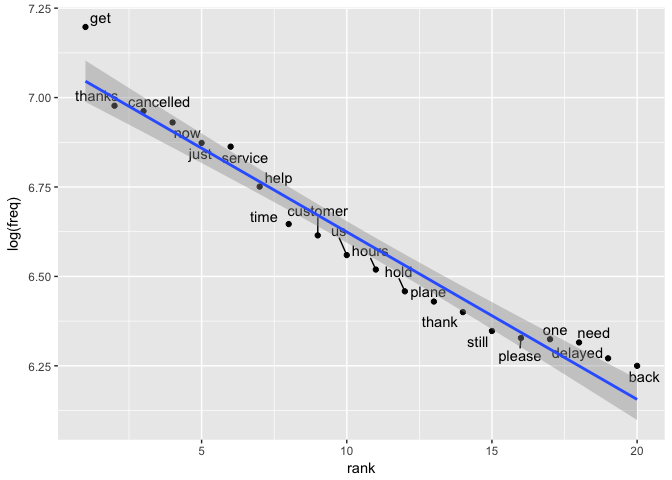 7.25
get
7.00
thanks
cancelled
now
just
service
6.75
help
time
customer
us
6.50
hours
hold
plane
thank
still
please
one
need
6.25
delayed
back
log(freq)
5
10
15
20
rank